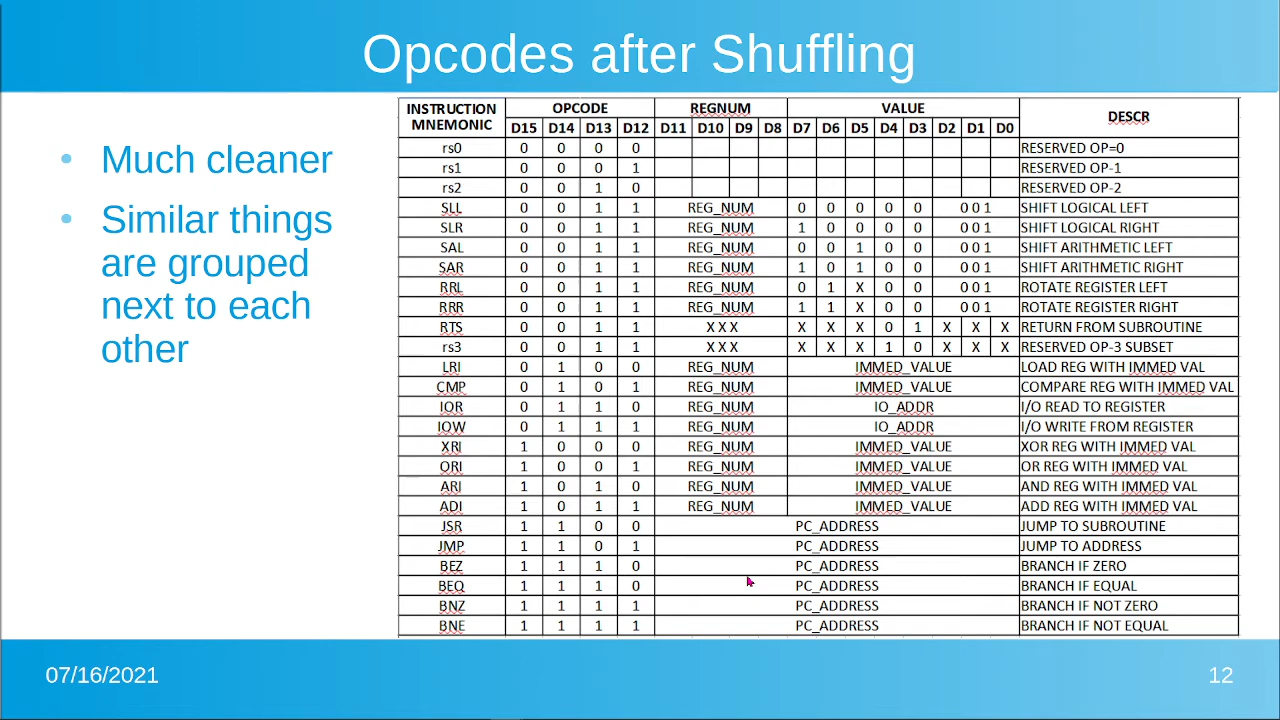 Opcodes after Shuffling
• Much cleaner
• Similar things
are grouped
next to each
other
INSTRUCTION MNEMONIC OPCODE REGNUM VALUE DESCR
D15 D14 D13 D12 D11 D10 D9 D8 D7 D6 D5 D4 D3 D2 D1 D0
rs0 0 0 0 0 RESERVED OP=0
rs1 0 0 0 1 RESERVED OP-1
rs2 0 0 1 0 RESERVED OP-2
SLL 0 0 1 1 REG_NUM 0 0 0 0 0 0 0 1 SHIFT LOGICAL LEFT
SLR 0 0 1 1 REG_NUM 1 0 0 0 0 0 0 1 SHIFT LOGICAL RIGHT
SAL 0 0 1 1 REG_NUM 0 0 1 0 0 0 0 1 SHIFT ARITHMETIC LEFT
SAR 0 0 1 1 REG_NUM 1 0 1 0 0 0 0 1 SHIFT ARITHMETIC RIGHT
RRL 0 0 1 1 REG_NUM 0 1 X 0 0 0 0 1 ROTATE REGISTER LEFT
RRR 0 0 1 1 REG_NUM 1 1 X 0 0 0 0 1 ROTATE REGISTER RIGHT
RTS 0 0 1 1 X X X X X X 0 1 X X X RETURN FROM SUBROUTINE
rs3 0 0 1 1 X X X X X X 1 0 X X X RESERVED OP-3 SUBSET
LRI 0 1 0 0 REG_NUM IMMED_VALUE LOAD REG WITH IMMED VAL
CMP 0 1 0 1 REG_NUM IMMED_VALUE COMPARE REG WITH IMMED VAL
IOR 0 1 1 0 REG_NUM IO_ADDR I/O READ TO REGISTER
IOW 0 1 1 1 REG_NUM IO_ADDR I/O WRITE FROM REGISTER
XRI 1 0 0 0 REG_NUM IMMED_VALUE XOR REG WITH IMMED VAL
ORI 1 0 0 1 REG_NUM IMMED_VALUE OR REG WITH IMMED VAL
ARI 1 0 1 0 REG_NUM IMMED_VALUE AND REG WITH IMMED VAL
ADI 1 0 1 1 REG_NUM IMMED_VALUE ADD REG WITH IMMED VAL
JSR 1 1 0 0 PC_ADDRESS JUMP TO SUBROUTINE
JMP 1 1 0 1 PC_ADDRESS JUMP TO ADDRESS
BEZ 1 1 1 0 PC_ADDRESS BRANCH IF ZERO
BEQ 1 1 1 0 PC_ADDRESS BRANCH IF EQUAL
BNZ 1 1 1 1 PC_ADDRESS BRANCH IF NOT ZERO
BNE 1 1 1 1 PC_ADDRESS BRANCH IF NOT EQUAL
07/16/2021 12